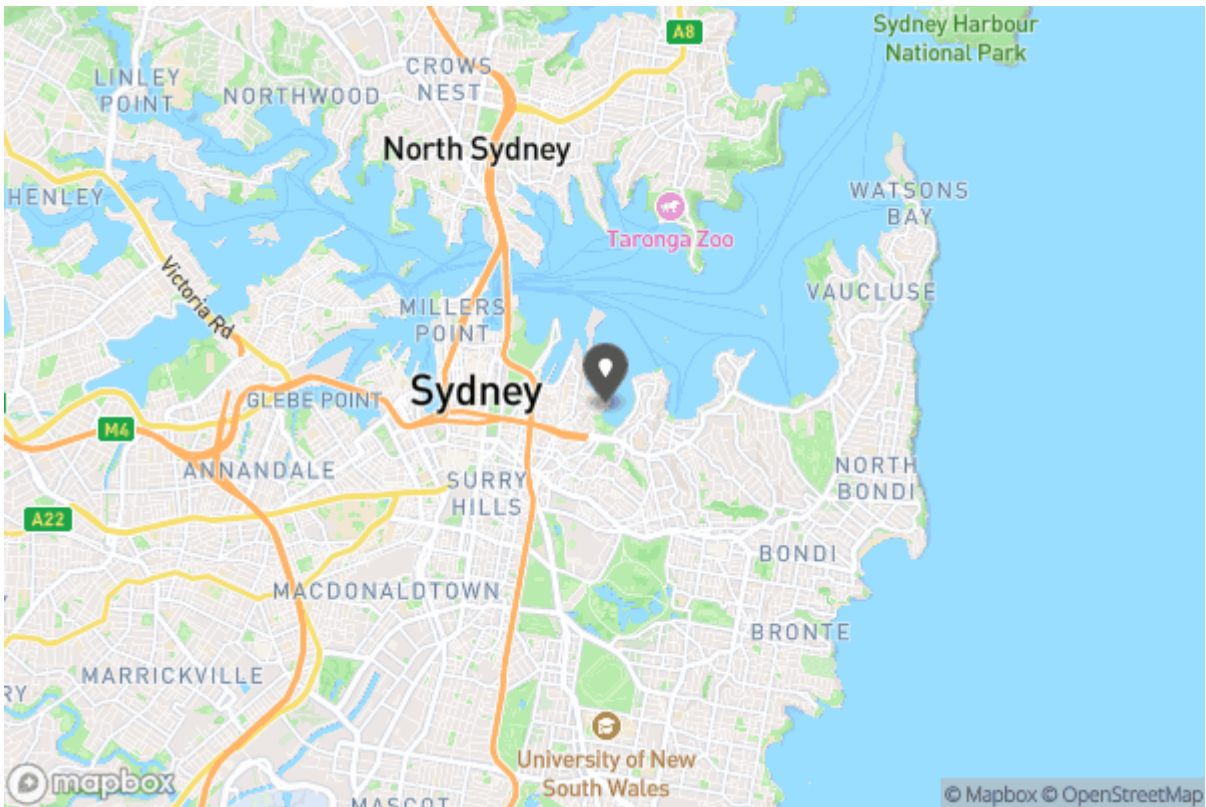 A8
Sydney Harbour
National Park
LINLEY
POINT
CROWS
NEST
NORTHWOOD
North Sydney
HENLEY
WATSONS
BAY
Taronga Zoo
Victoria Rd
VAUCLUSE
MILLERS
POINT
Sydney
GLEBE POINT
M4
ANNANDALE
SURRY
HILLS
NORTH
BONDI
A22
BONDI
MACDONALDTOWN
BRONTE
MARRICKVILLE
RY
University of New
South Wales
mapbox
MASCOT
© Mapbox © OpenStreetMap